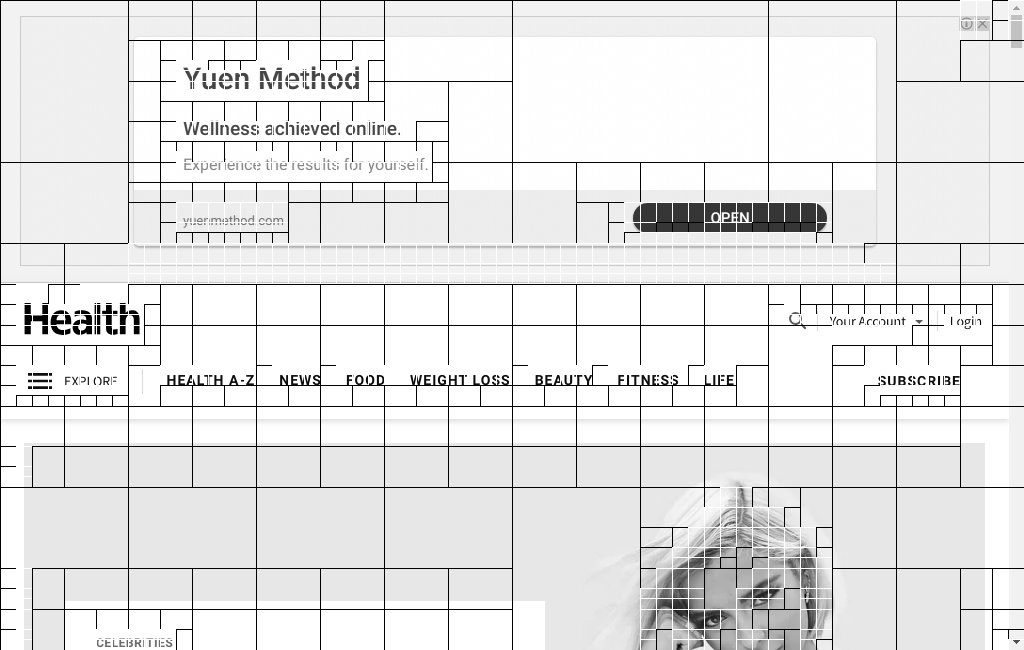 Yuen Method
Wellness achieved online.
Experience the results for yourself.
yuenmethod.com
OPEN
Health
Your Account
Login
EXPLORE
HEALTH A-Z
NEWS
FOOD
WEIGHT LOSS
BEAUTY
FITNESS
LIFE
SUBSCRIBE
CELEBRITIES